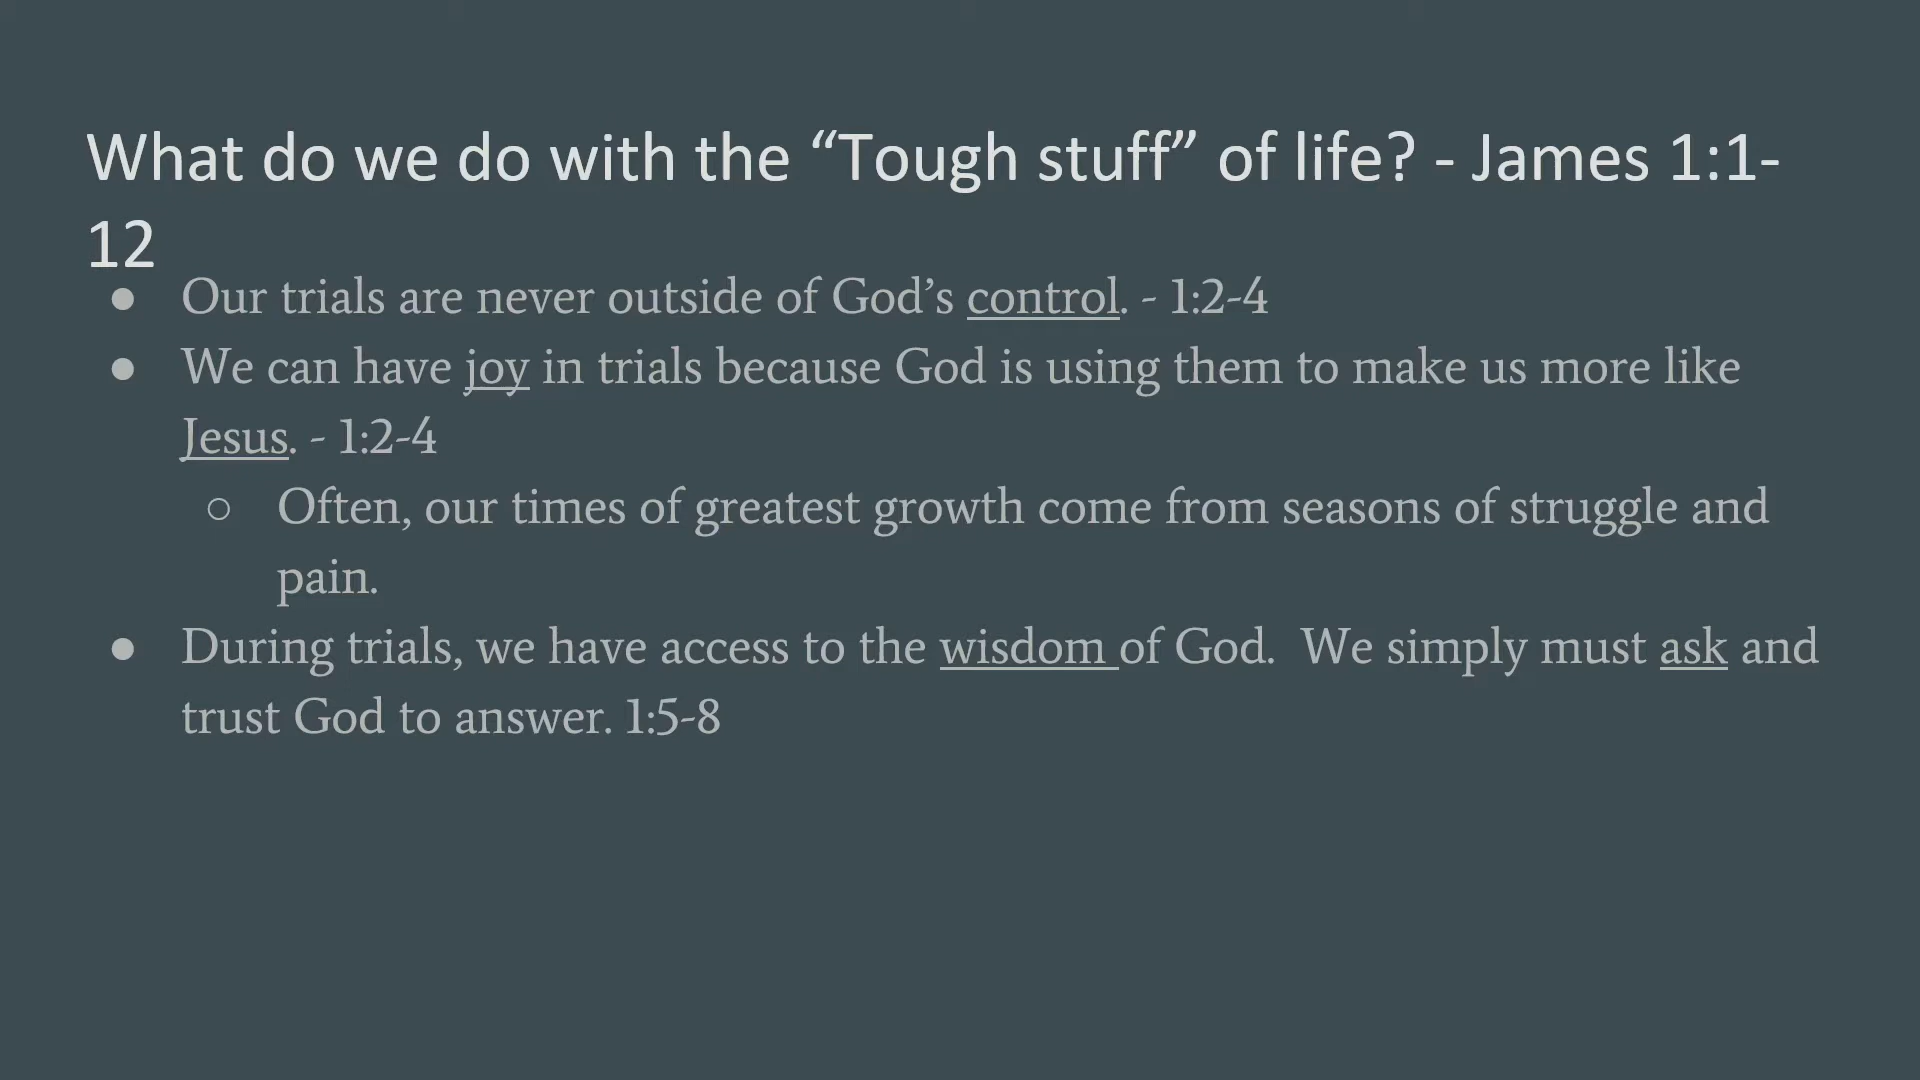 What do we do with the “Tough stuff” of life? - James 1:1-
12
● Our trials are never outside of God’s control. - 1:2-4
● We can have joy in trials because God is using them to make us more like
Jesus. - 1:2-4
○ Often, our times of greatest growth come from seasons of struggle and
pain.
● During trials, we have access to the wisdom of God.  We simply must ask and
trust God to answer. 1:5-8